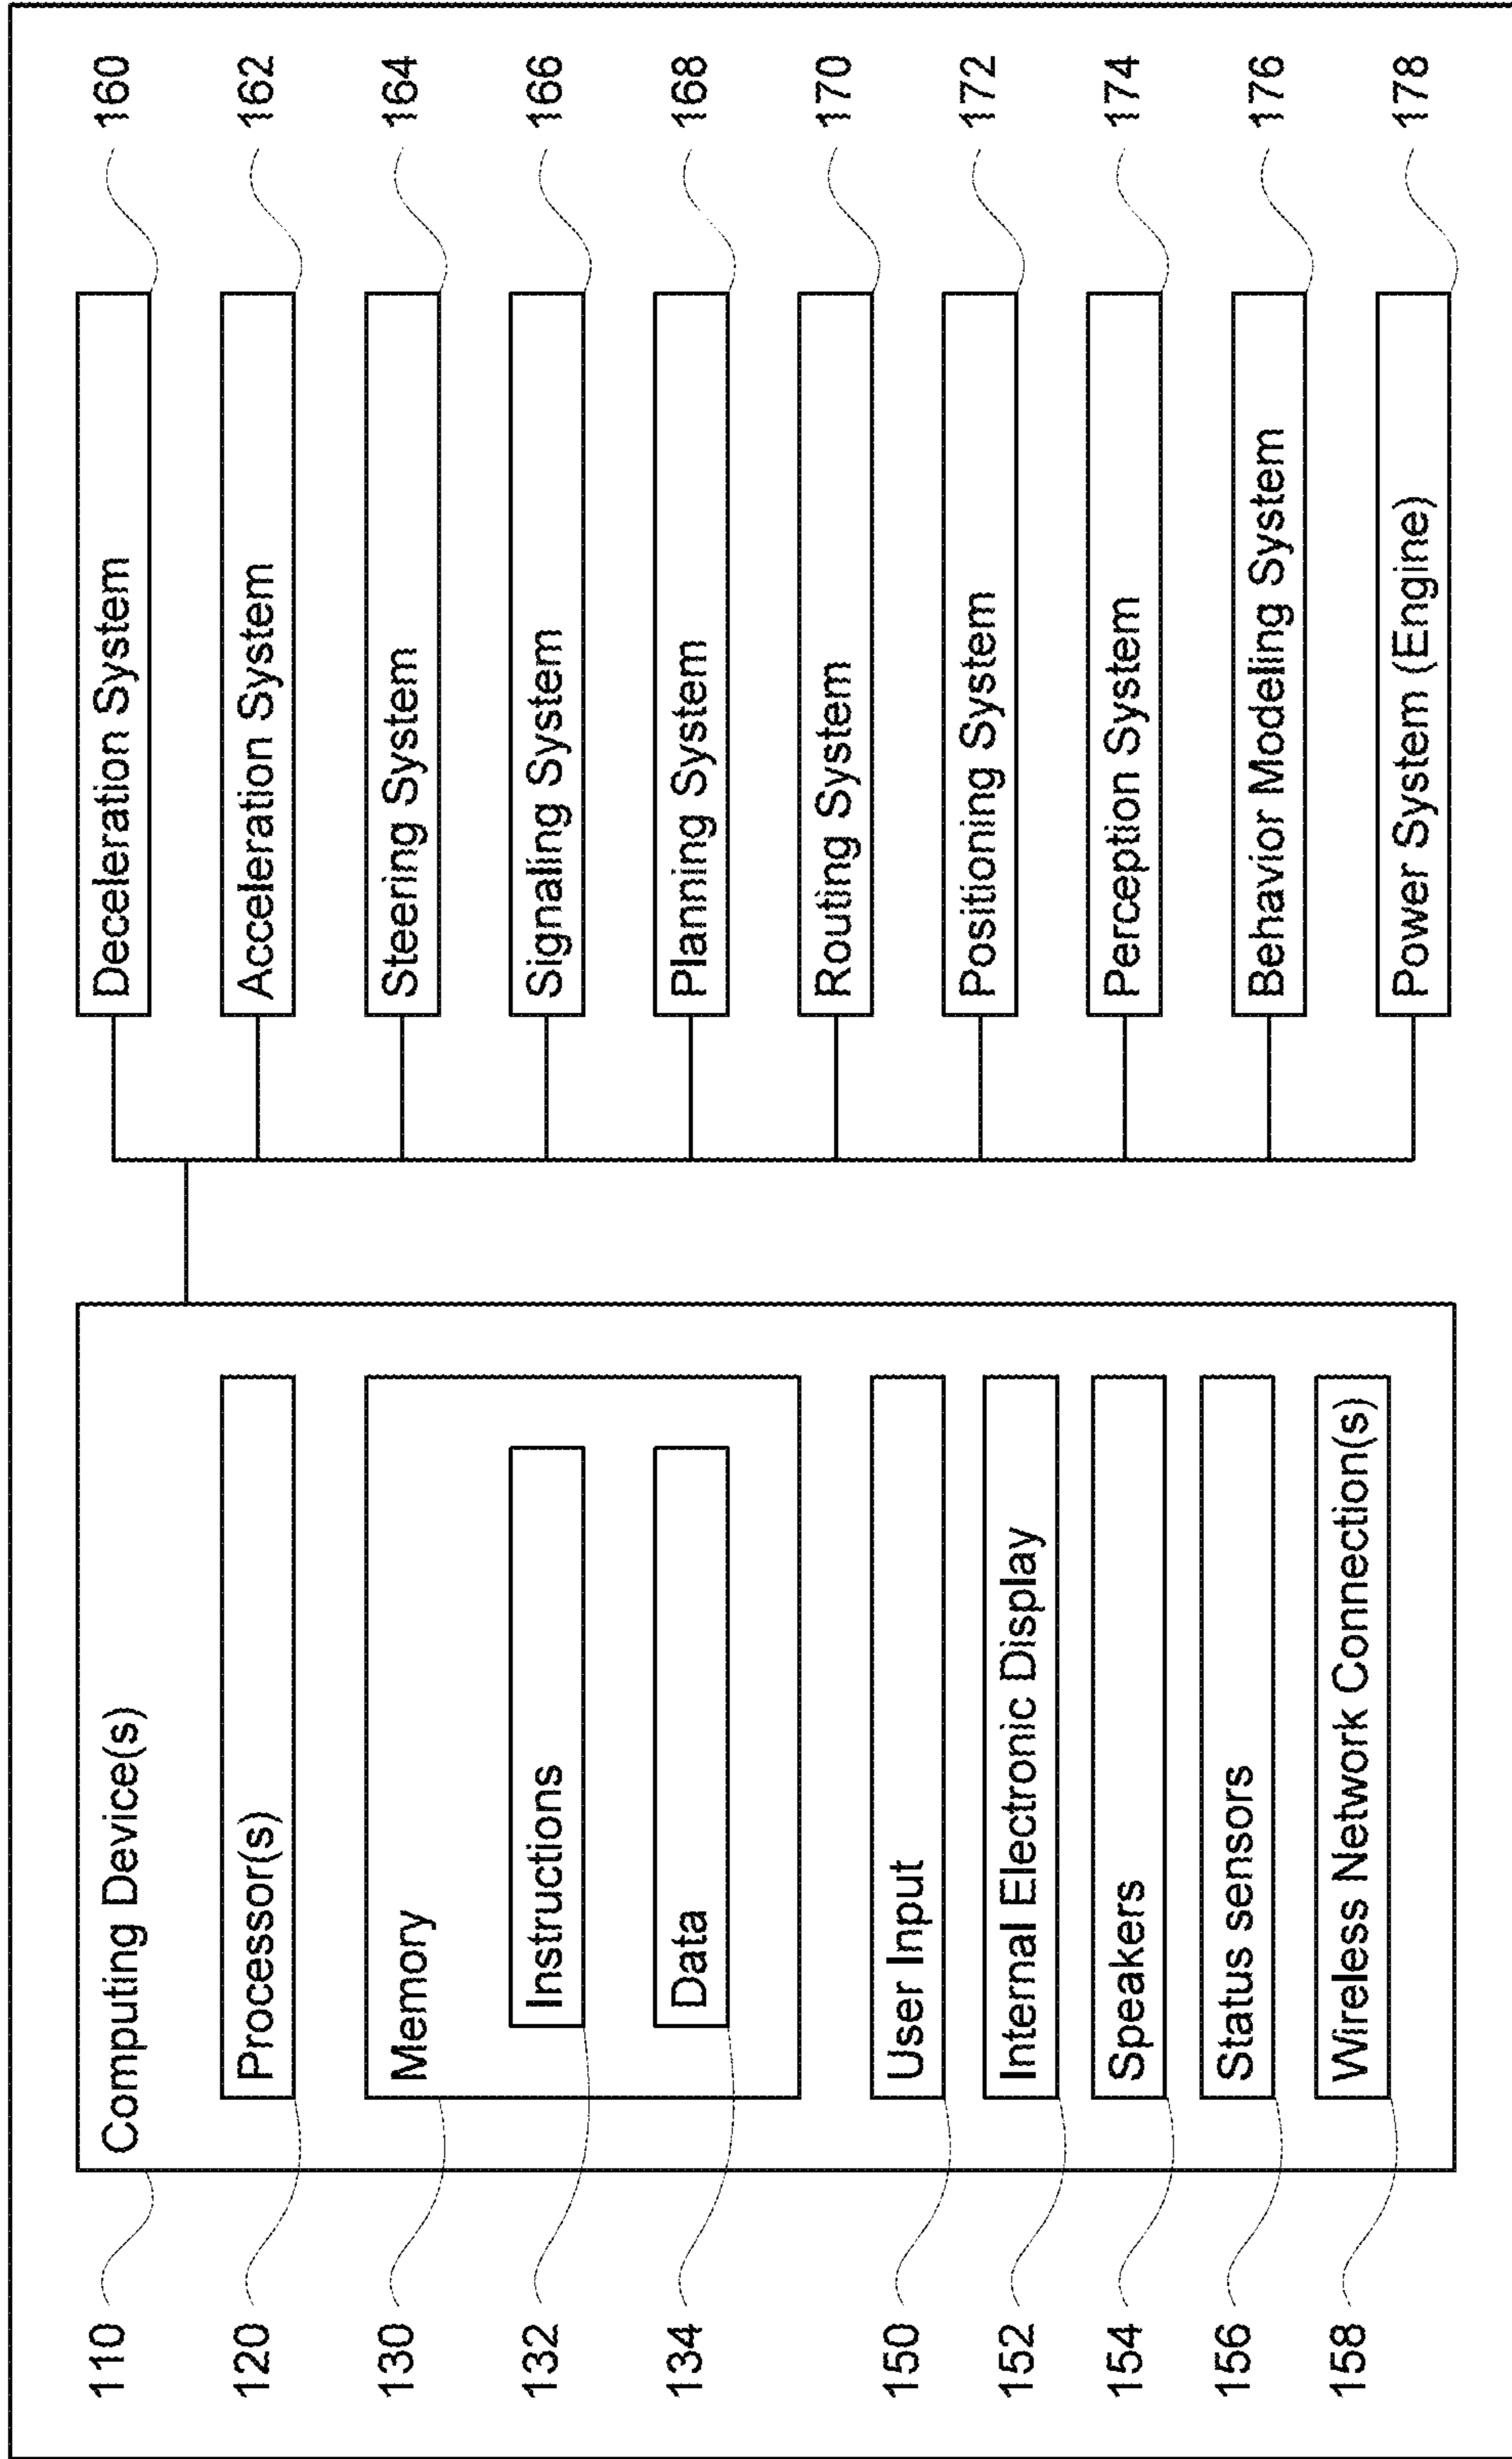 110
Computing Device(s)
120
Processor(s)
130
Memory
132
Instructions
134
Data
150
User Input
152
Internal Electronic Display
154
Speakers
156
Status sensors
158
Wireless Network Connection(s)
Deceleration System
160
Acceleration System
162
Steering System
164
Signaling System
166
Planning System
168
Routing System
170
Positioning System
172
Perception System
174
Behavior Modeling System
176
Power System (Engine)
178